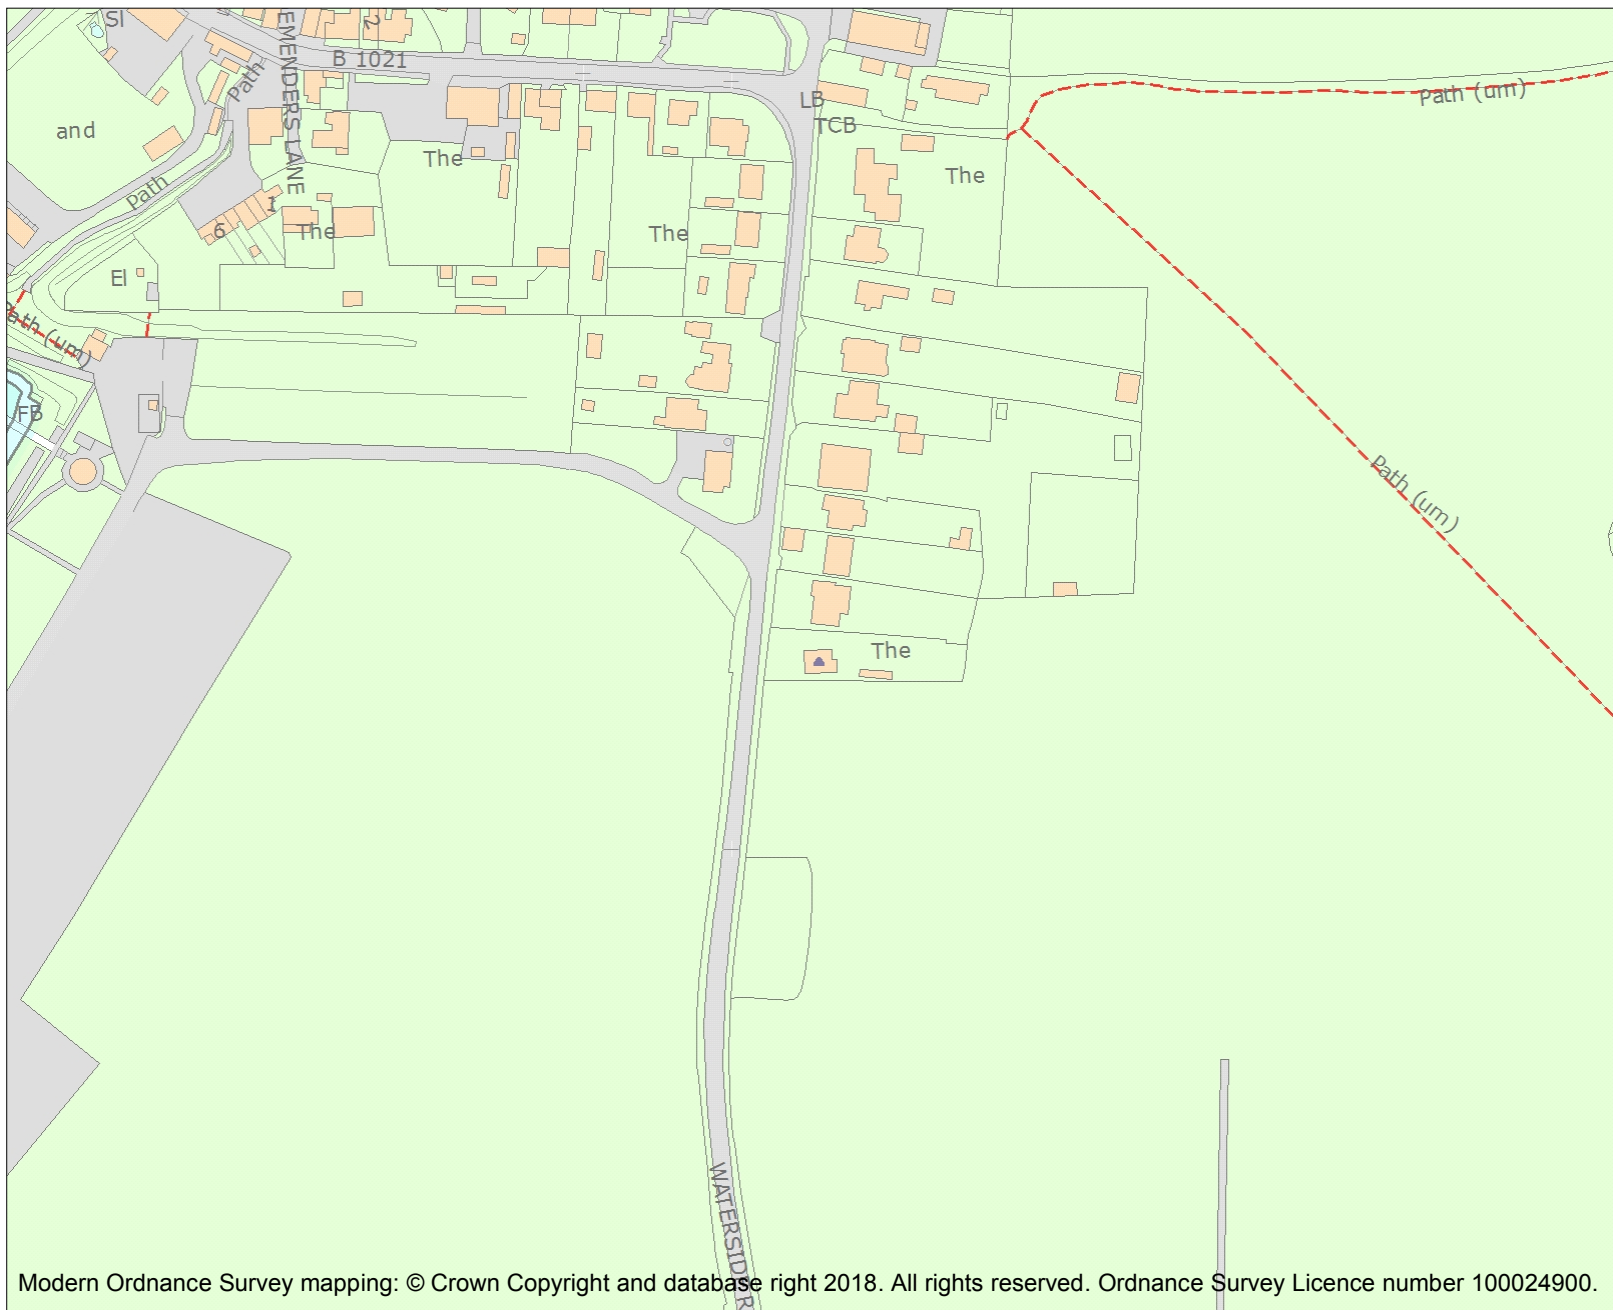 Sl
2
EMENDERS LANE
B 1021
Path
LB
Path (um)
and
TCB
The
The
Path
1
6
The
The
El
Path (um)
FB
Path (um)
The
WATERSIDE R
Modern Ordnance Survey mapping: © Crown Copyright and database right 2018. All rights reserved. Ordnance Survey Licence number 100024900.